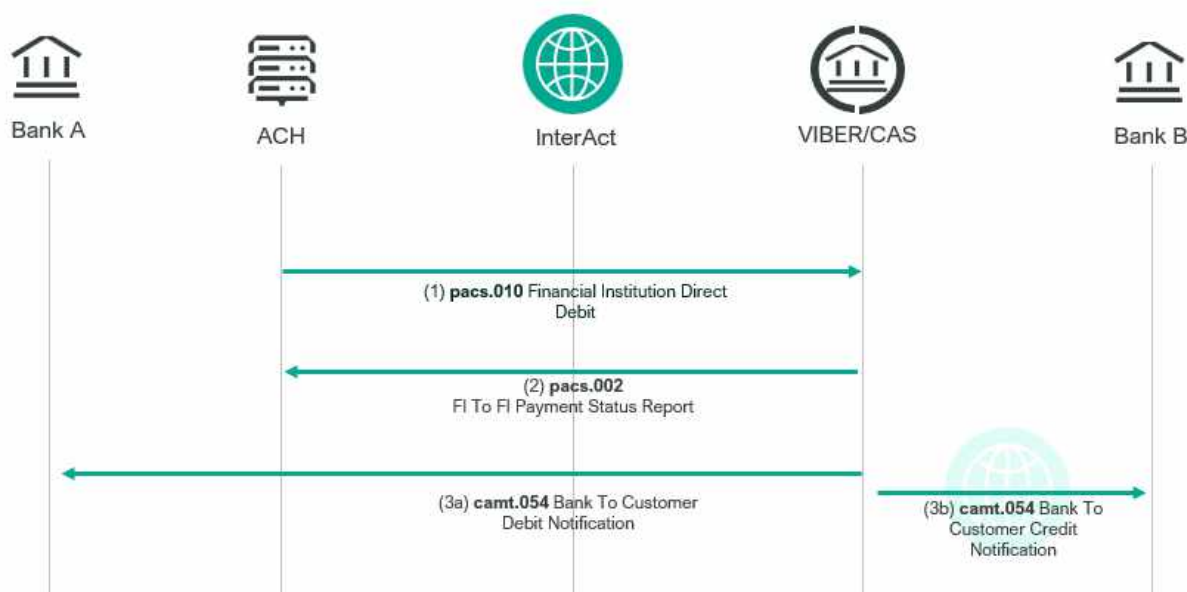 Bank A
ACH
InterAct
VIBER/CAS
Bank B
(1) pacs.010 Financial Institution Direct
Debit
(2) pacs.002
FI To FI Payment Status Report
(3a) camt.054 Bank To Customer
Debit Notification
(3b) camt.054 Bank To
Customer Credit
Notification